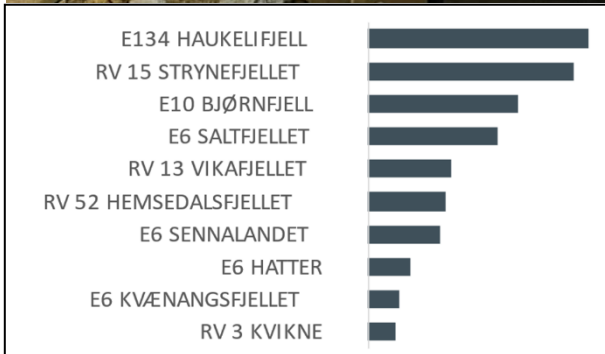 E134 HAUKELIFJELL
RV 15 STRYNEFJELLET
E10 BJØRNFJELL
E6 SALTFJELLET
RV 13 VIKAFJELLET
RV 52 HEMSEDALSFJELLET
E6 SENNALANDET
E6 HATTER
E6 KVÆNANGSFJELLET
RV 3 KVIKNE